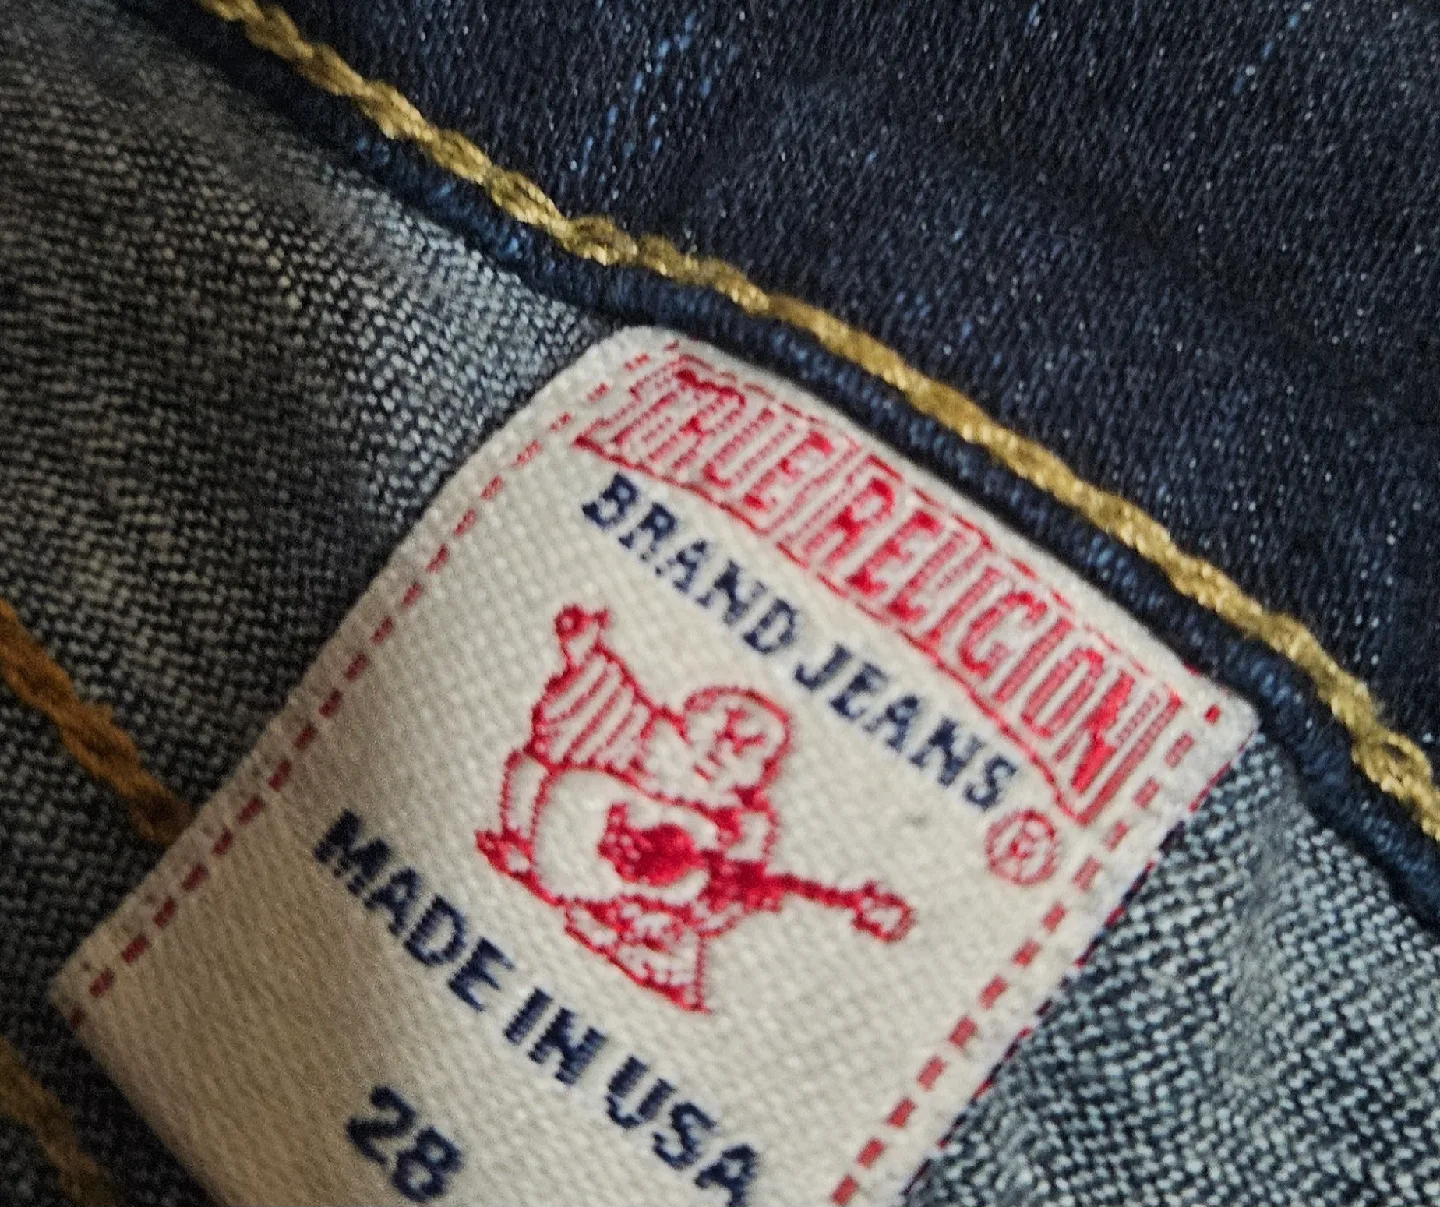 TRUE RELIGION
BRAND JEANS
®
MADE IN USA
28